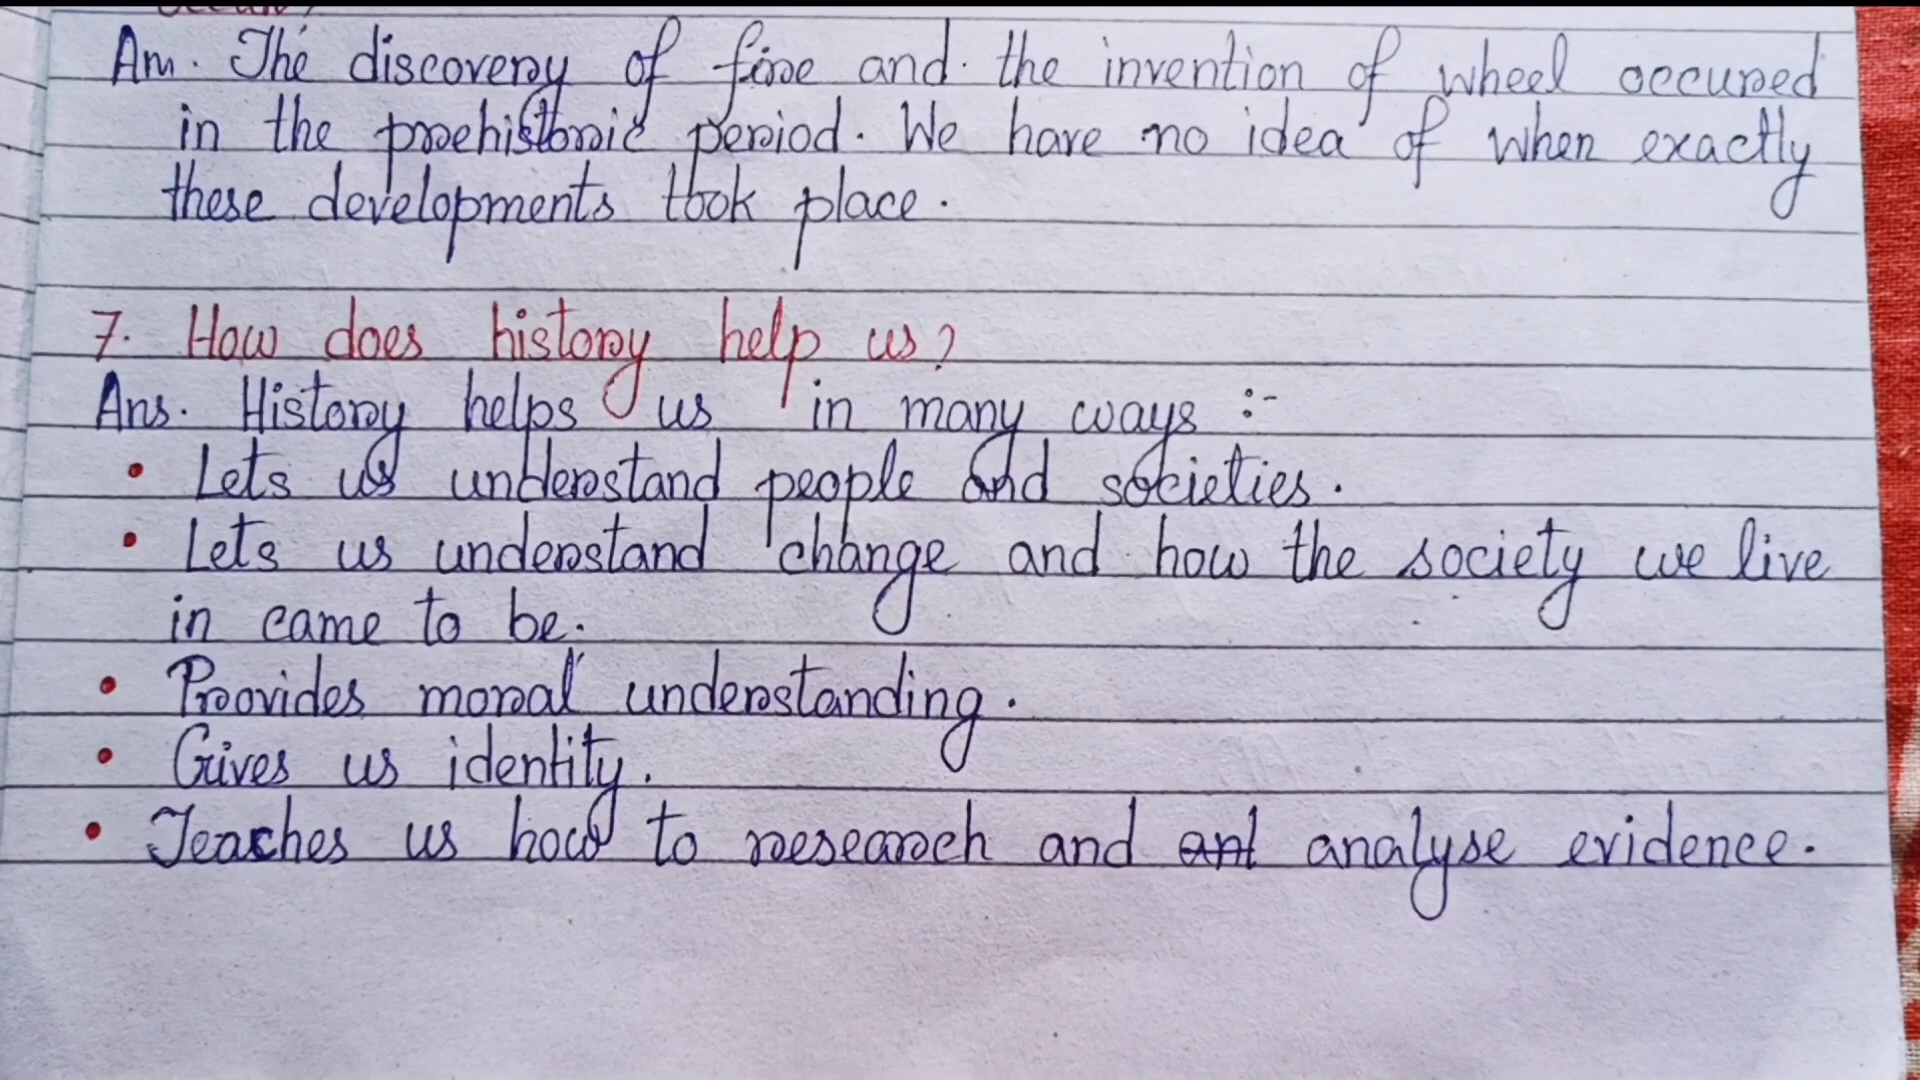 Ans. The discovery of fire and the invention of wheel occured
in the prehistoric period. We have no idea of when exactly
these developments took place.
7. How does history help us?
Ans. History helps us in many ways :-
• Lets us understand people and societies.
• Lets us understand change and how the society we live
in came to be.
• Provides moral understanding.
• Gives us identity.
• Teaches us how to research and ant analyse evidence.